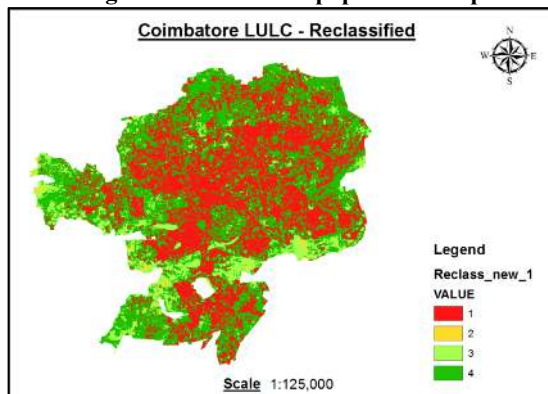 Coimbatore LULC - Reclassified
N
W E
S
Legend
Reclass_new_1
VALUE
1
2
3
4
Scale 1:125,000